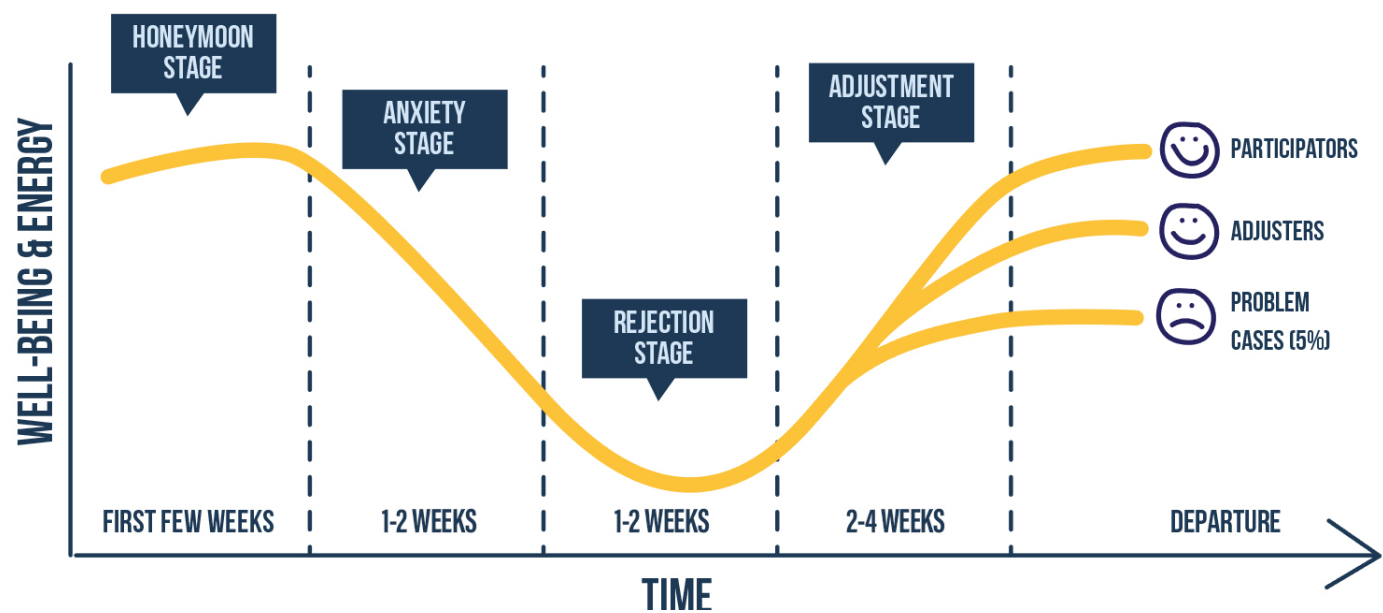 HONEYMOON
STAGE
ANXIETY
STAGE
REJECTION
STAGE
ADJUSTMENT
STAGE
PARTICIPATORS
ADJUSTERS
PROBLEM
CASES (5%)
WELL-BEING & ENERGY
FIRST FEW WEEKS
1-2 WEEKS
1-2 WEEKS
2-4 WEEKS
DEPARTURE
TIME